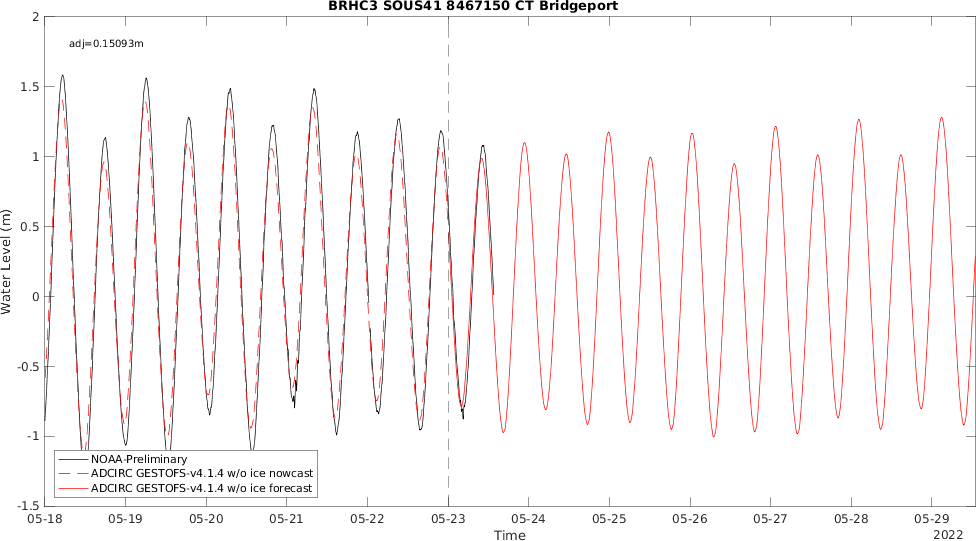 BRHC3 SOUS41 8467150 CT Bridgeport
2
adj=0.15093m
1.5
1
0.5
0
-0.5
-1
-1.5
Water Level (m)
NOAA-Preliminary
ADCIRC GESTOFS-v4.1.4 w/o ice nowcast
ADCIRC GESTOFS-v4.1.4 w/o ice forecast
05-18 05-19 05-20 05-21 05-22 05-23 05-24 05-25 05-26 05-27 05-28 05-29
Time
2022